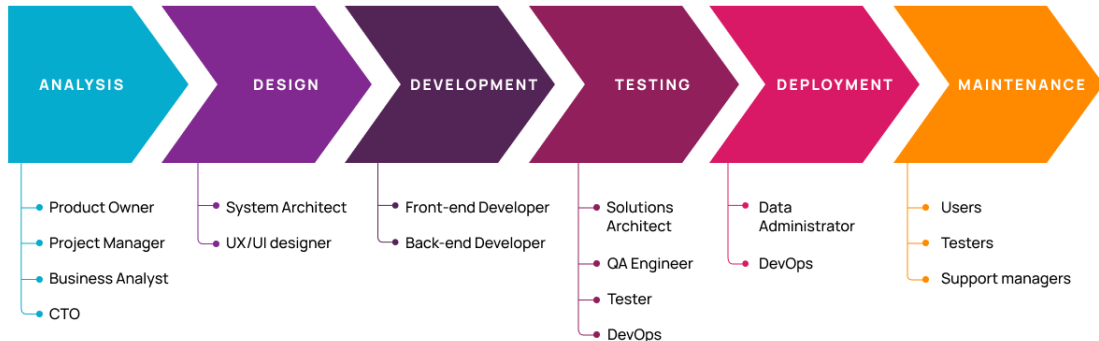 ANALYSIS
DESIGN
DEVELOPMENT
TESTING
DEPLOYMENT
MAINTENANCE
Product Owner
Project Manager
Business Analyst
CTO
System Architect
UX/UI designer
Front-end Developer
Back-end Developer
Solutions
Architect
QA Engineer
Tester
DevOps
Data
Administrator
DevOps
Users
Testers
Support managers